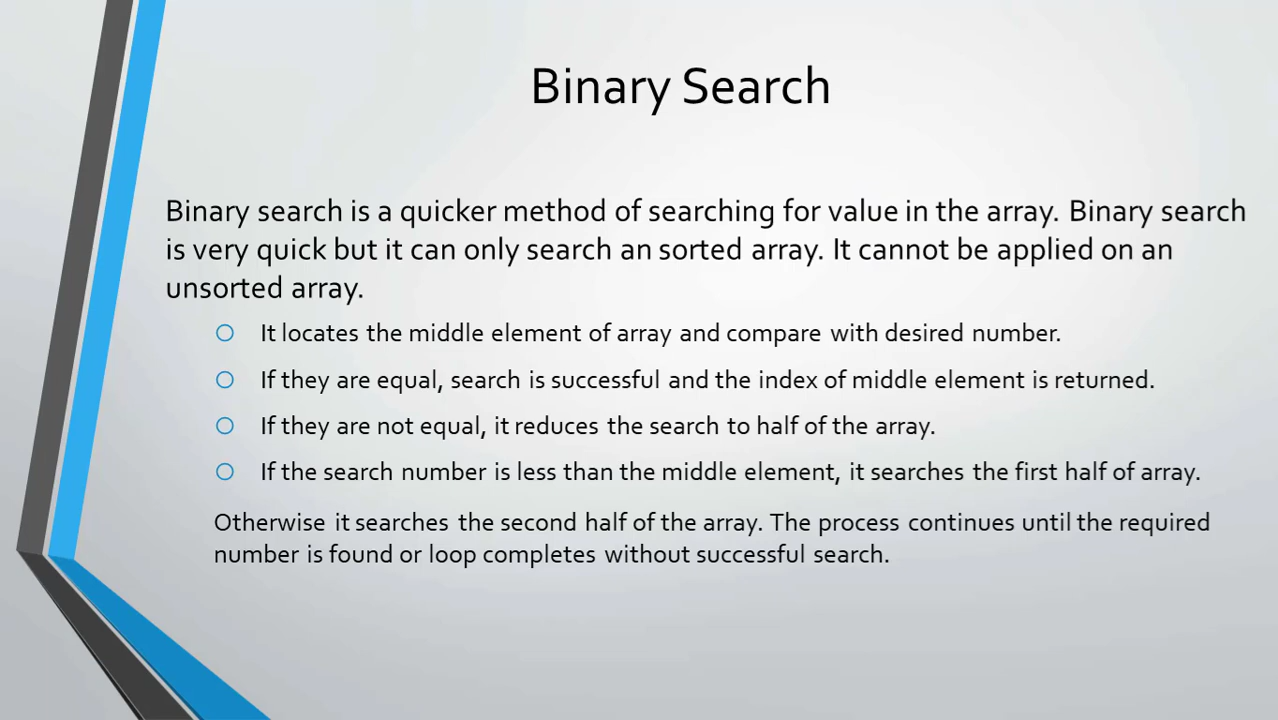 Binary Search
Binary search is a quicker method of searching for value in the array. Binary search
is very quick but it can only search an sorted array. It cannot be applied on an
unsorted array.
It locates the middle element of array and compare with desired number.
If they are equal, search is successful and the index of middle element is returned.
If they are not equal, it reduces the search to half of the array.
If the search number is less than the middle element, it searches the first half of array.
Otherwise it searches the second half of the array. The process continues until the required
number is found or loop completes without successful search.